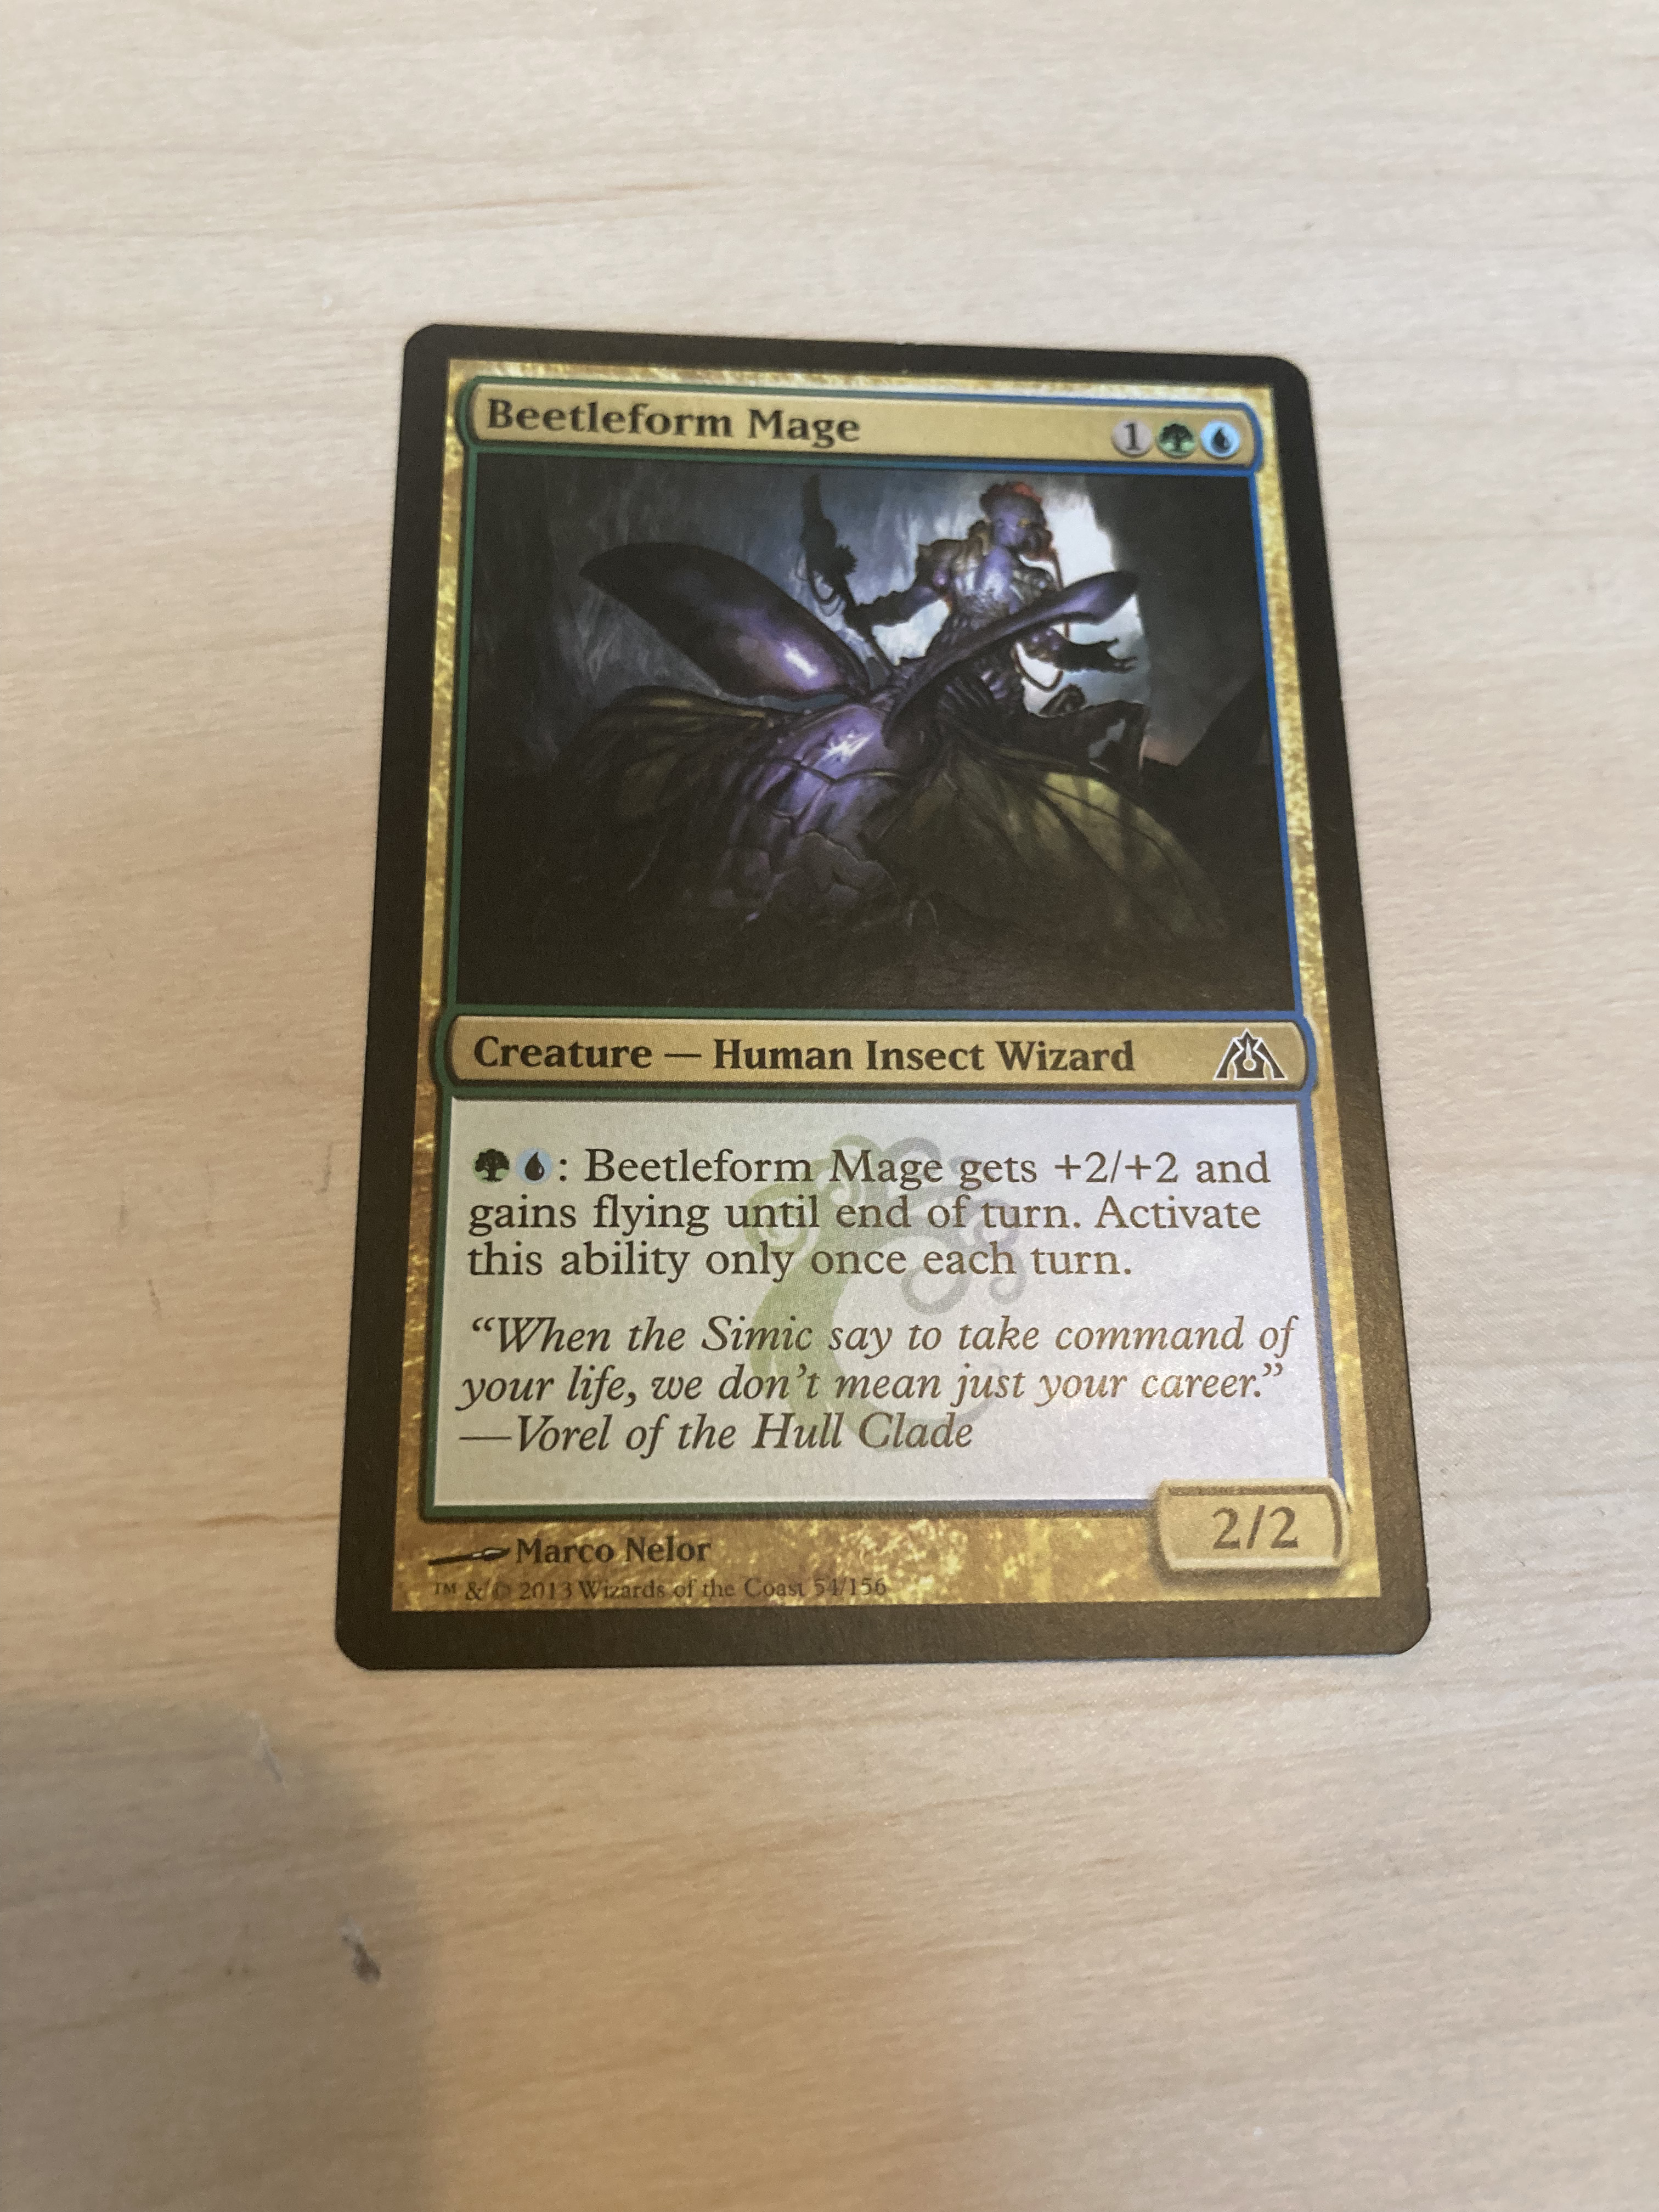 Beetleform Mage 1
Creature — Human Insect Wizard
: Beetleform Mage gets +2/+2 and
gains flying until end of turn. Activate
this ability only once each turn.
“When the Simic say to take command of
your life, we don’t mean just your career.”
—Vorel of the Hull Clade
2/2
Marco Nelor
™ & © 2013 Wizards of the Coast 54/156